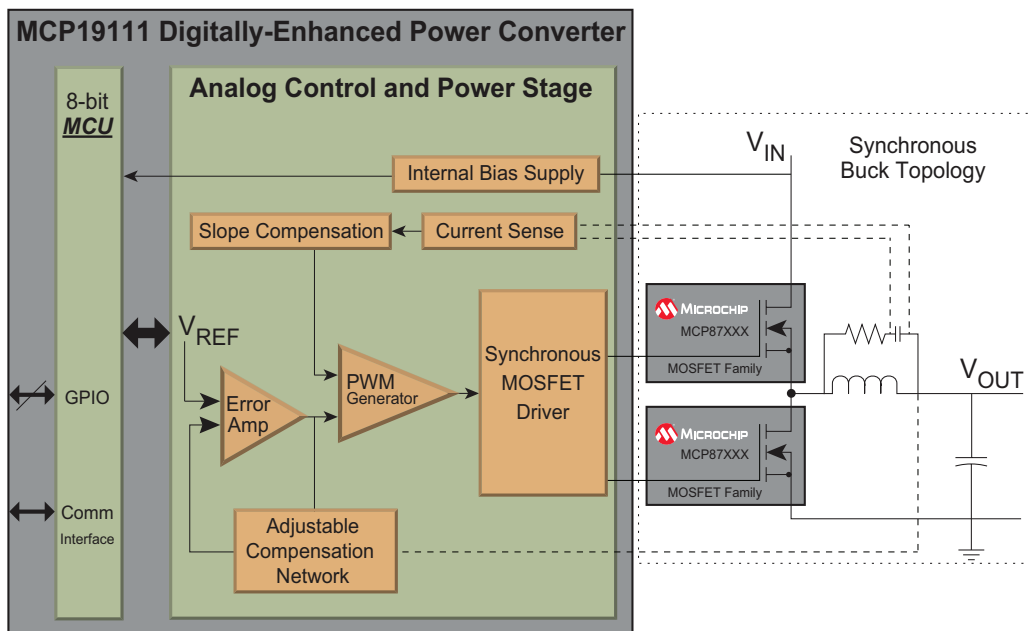 MCP19111 Digitally-Enhanced Power Converter
8-bit
MCU
Analog Control and Power Stage
Internal Bias Supply
Slope Compensation
Current Sense
VREF
Error
Amp
PWM
Generator
Synchronous
MOSFET
Driver
Adjustable
Compensation
Network
GPIO
Comm
Interface
VIN
Synchronous
Buck Topology
MICROCHIP
MCP87XXX
MOSFET Family
MICROCHIP
MCP87XXX
MOSFET Family
VOUT